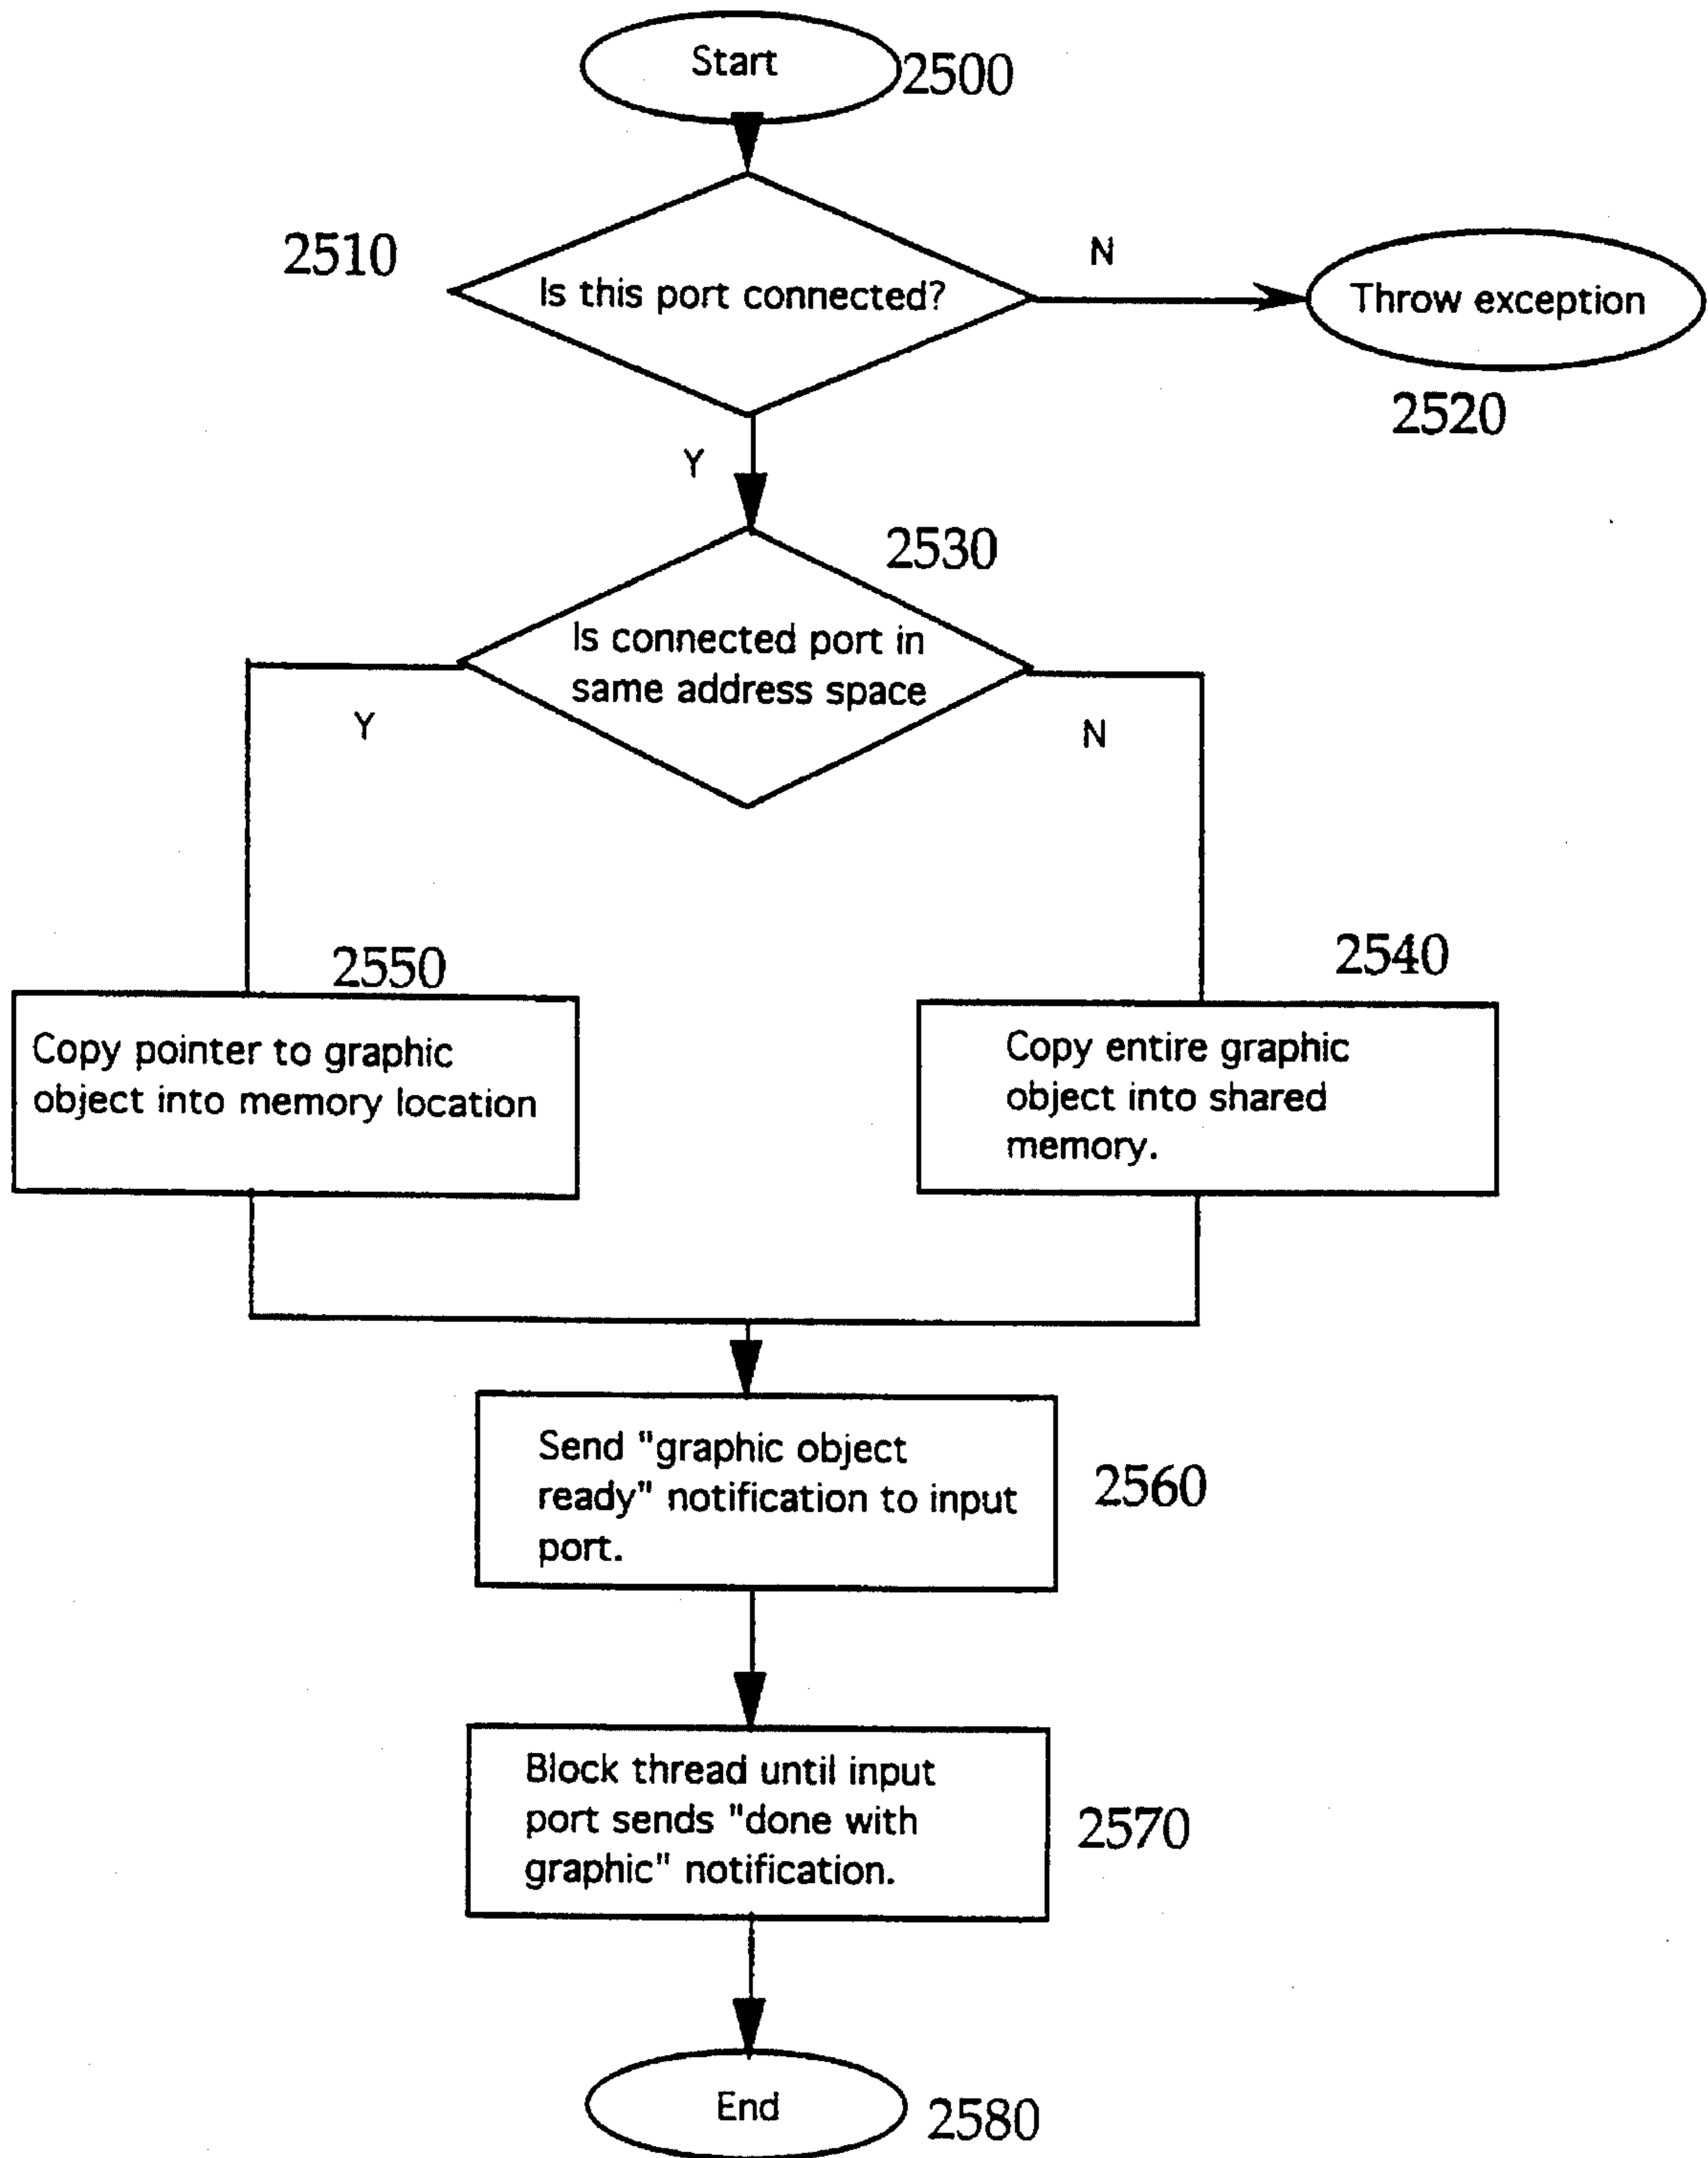 Start
2500
2510
Is this port connected?
N
Throw exception
2520
Y
2530
Is connected port in
same address space
Y
N
2550
2540
Copy pointer to graphic
object into memory location
Copy entire graphic
object into shared
memory.
Send "graphic object
ready" notification to input
port.
2560
Block thread until input
port sends "done with
graphic" notification.
2570
End
2580